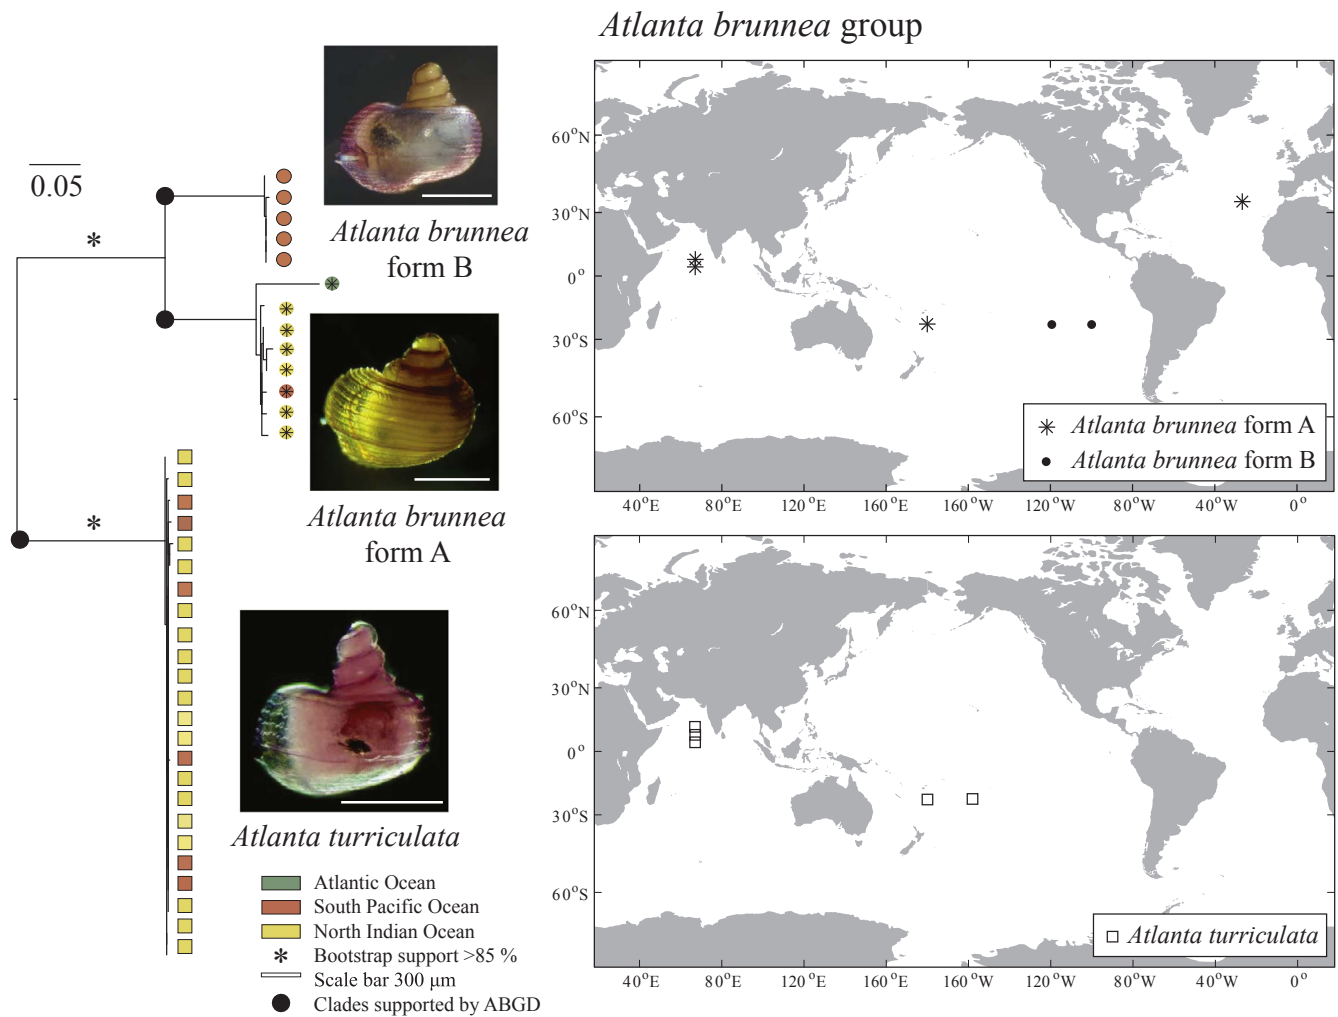 Atlanta brunnea group
0.05
*
*
Atlanta brunnea
form B
Atlanta brunnea
form A
Atlanta turriculata
Atlantic Ocean
South Pacific Ocean
North Indian Ocean
* Bootstrap support >85 %
Scale bar 300 μm
Clades supported by ABGD
60°N
30°N
0°
30°S
60°S
40°E 80°E 120°E 160°E 160°W 120°W 80°W 40°W 0°
Atlanta brunnea form A
Atlanta brunnea form B
60°N
30°N
0°
30°S
60°S
40°E 80°E 120°E 160°E 160°W 120°W 80°W 40°W 0°
Atlanta turriculata